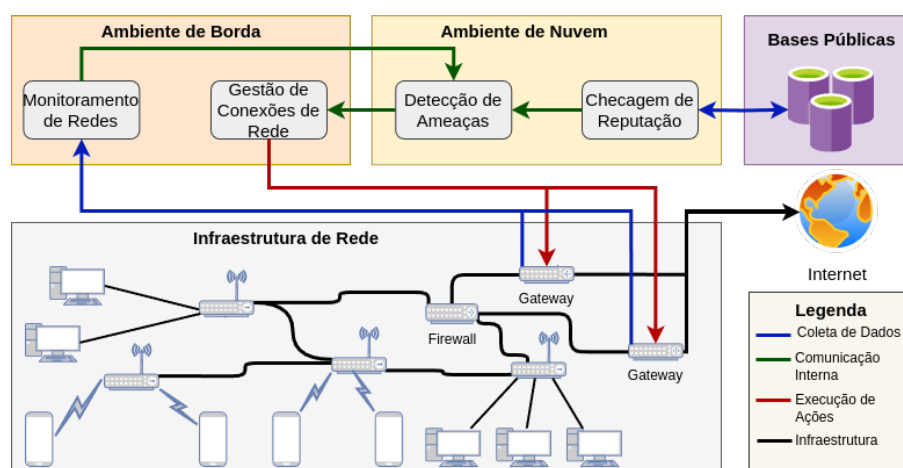 Ambiente de Borda
Ambiente de Nuvem
Bases Públicas
Monitoramento
de Redes
Gestão de
Conexões de
Rede
Detecção de
Ameaças
Checagem de
Reputação
Infraestrutura de Rede
Internet
Gateway
Firewall
Gateway
Legenda
Coleta de Dados
Comunicação
Interna
Execução de
Ações
Infraestrutura